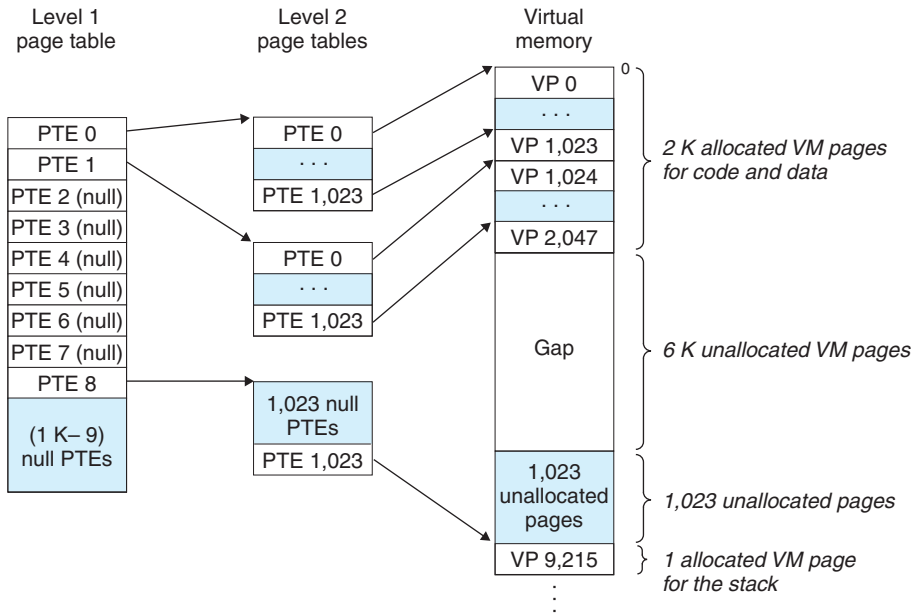 Level 1
page table
Level 2
page tables
Virtual
memory
PTE 0
PTE 1
PTE 2 (null)
PTE 3 (null)
PTE 4 (null)
PTE 5 (null)
PTE 6 (null)
PTE 7 (null)
PTE 8
(1 K– 9)
null PTEs
PTE 0
. . .
PTE 1,023
PTE 0
. . .
PTE 1,023
1,023 null
PTEs
PTE 1,023
0
VP 0
. . .
VP 1,023
VP 1,024
. . .
VP 2,047
Gap
1,023
unallocated
pages
VP 9,215
. . .
2 K allocated VM pages
for code and data
6 K unallocated VM pages
1,023 unallocated pages
1 allocated VM page
for the stack